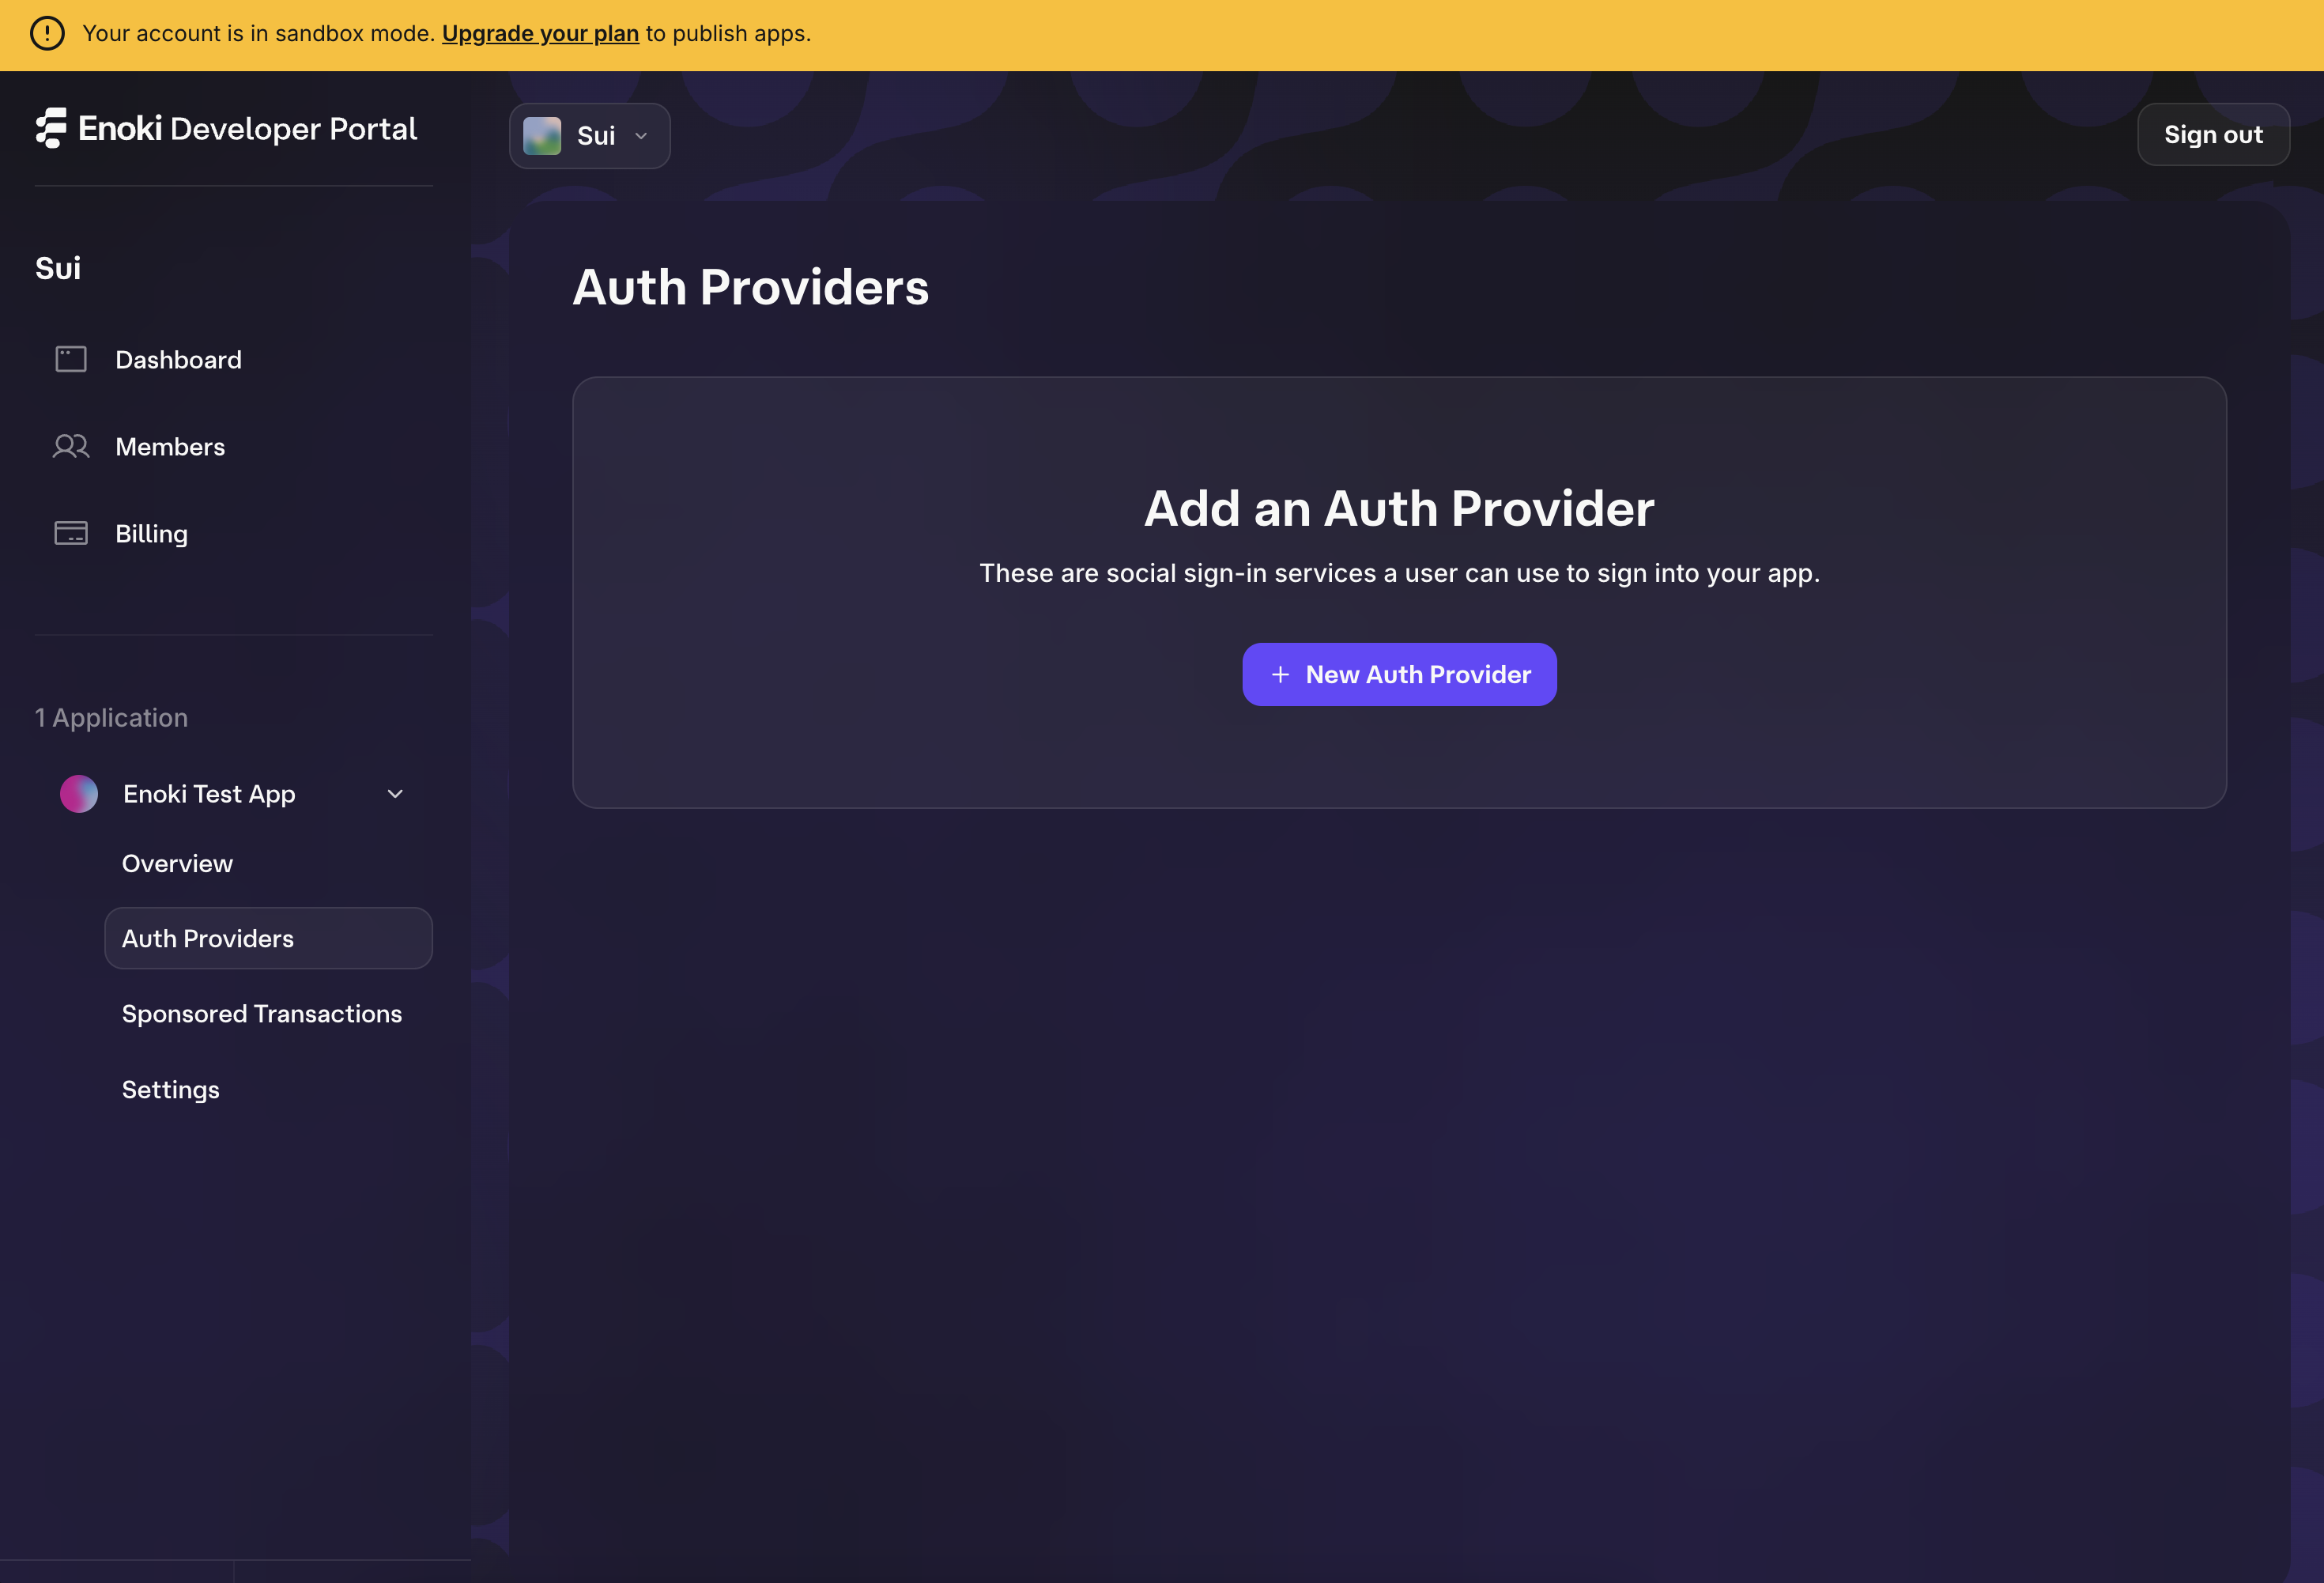 Your account is in sandbox mode. Upgrade your plan to publish apps.
Enoki Developer Portal
Sui
Sign out
Sui
Dashboard
Members
Billing
1 Application
Enoki Test App
Overview
Auth Providers
Sponsored Transactions
Settings
Auth Providers
Add an Auth Provider
These are social sign-in services a user can use to sign into your app.
+ New Auth Provider